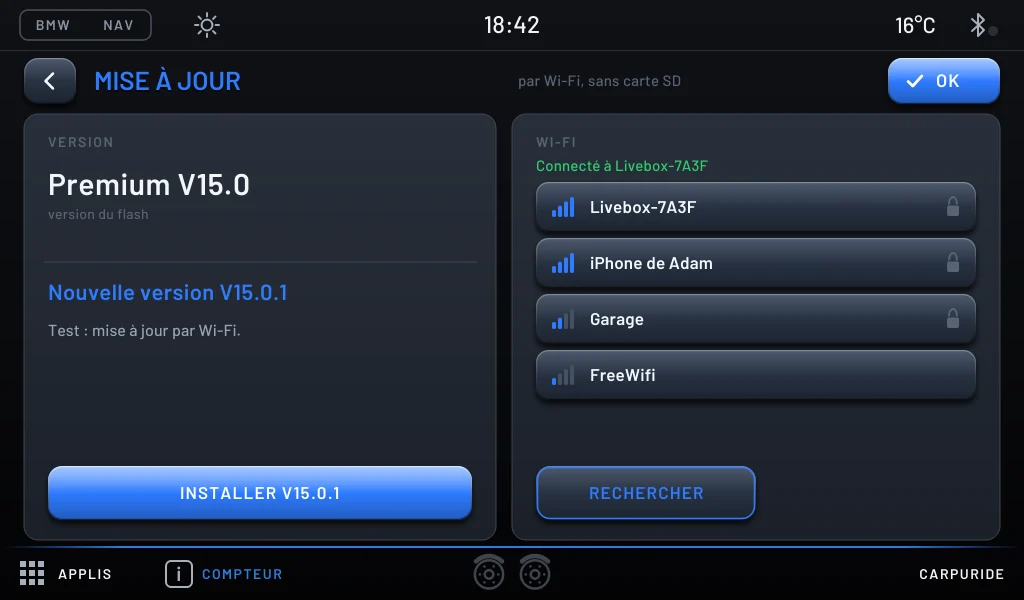 BMW NAV
18:42
16°C
MISE À JOUR
par Wi-Fi, sans carte SD
OK
VERSION
Premium V15.0
version du flash
Nouvelle version V15.0.1
Test : mise à jour par Wi-Fi.
INSTALLER V15.0.1
WI-FI
Connecté à Livebox-7A3F
Livebox-7A3F
iPhone de Adam
Garage
FreeWifi
RECHERCHER
APPLIS
i
COMPTEUR
CARPURIDE